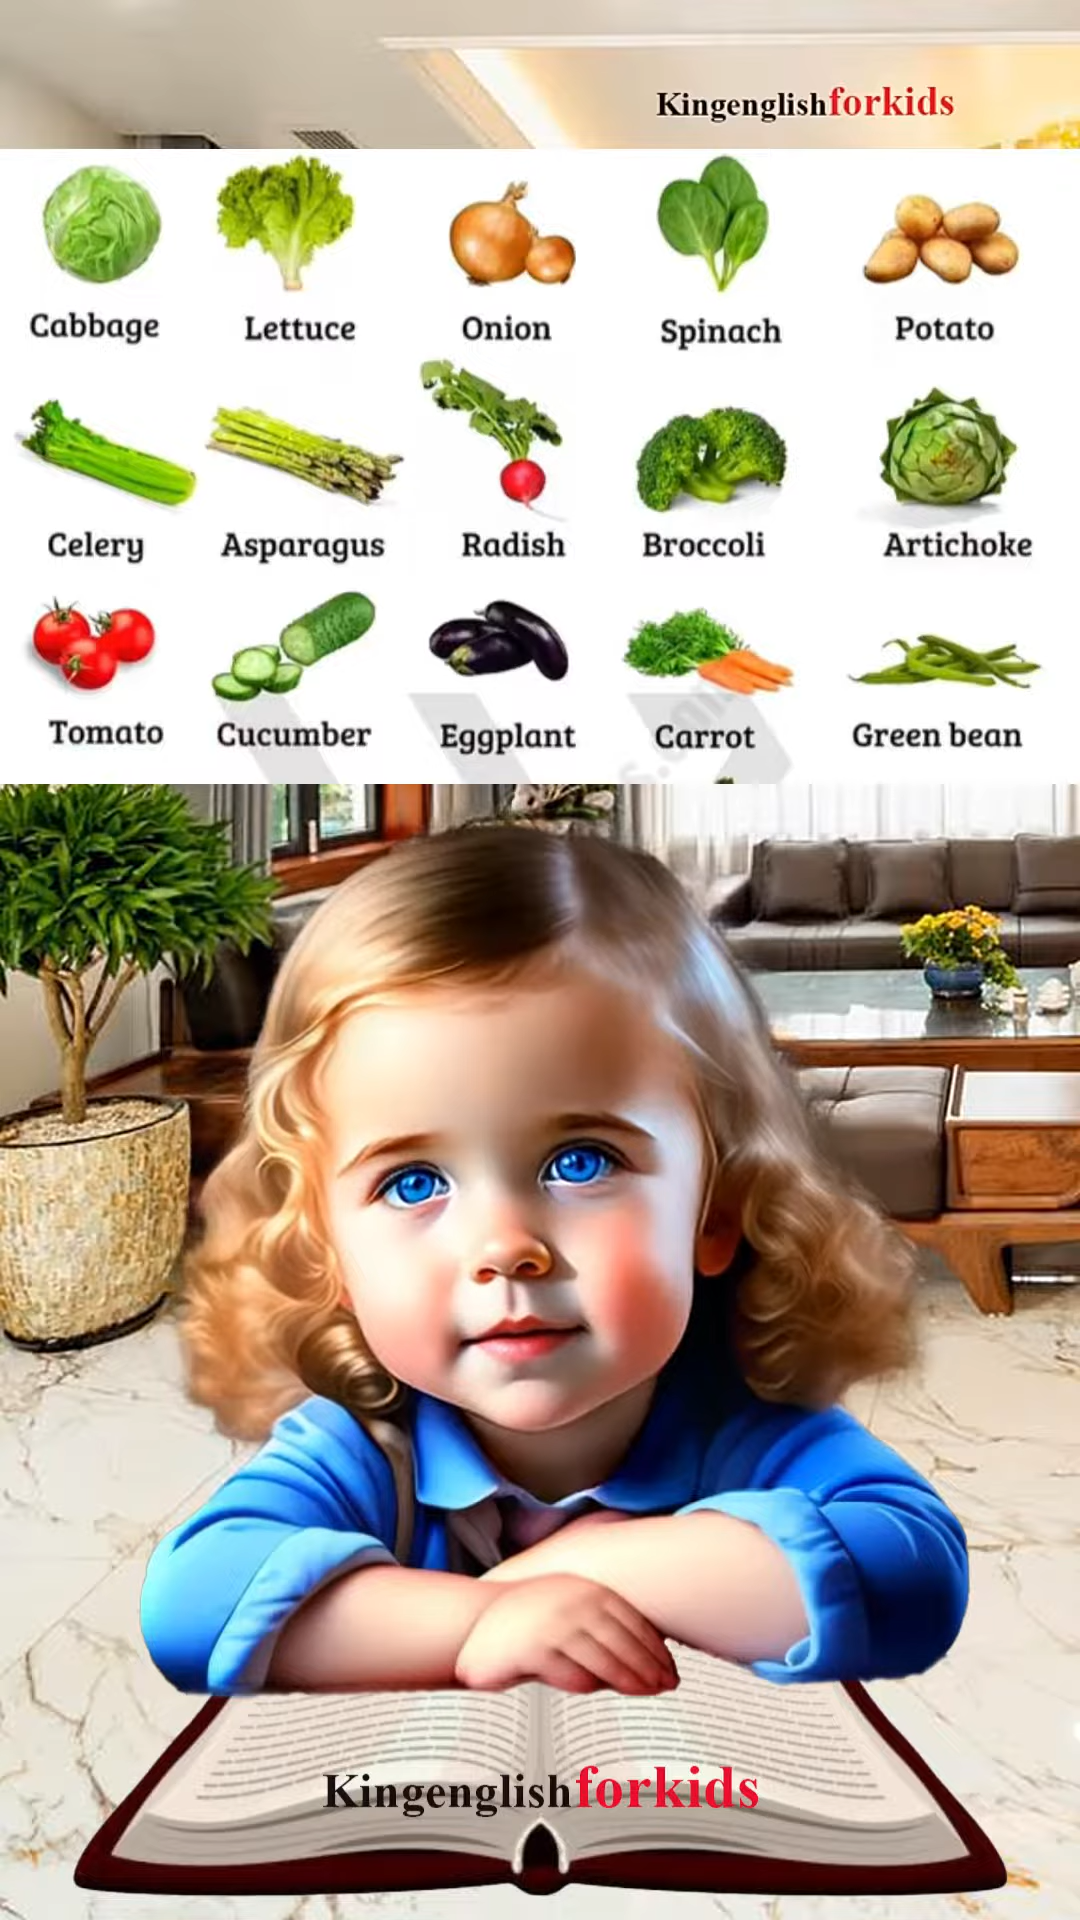 Kingenglishforkids
Cabbage Lettuce Onion Spinach Potato
Celery Asparagus Radish Broccoli Artichoke
Tomato Cucumber Eggplant Carrot Green bean
Kingenglishforkids